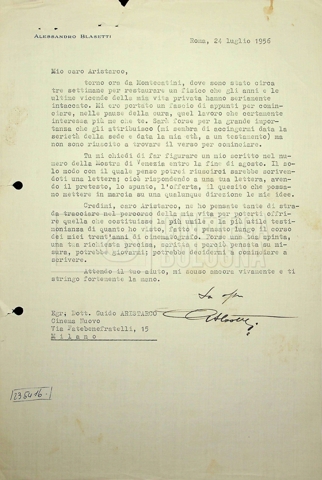 ALESSANDRO BLASETTI
Roma, 24 luglio 1956
Mio caro Aristarco,
torno ora da Montecatini, dove sono stato circa
tre settimane per restaurare un fisico che gli anni e le
ultime vicende della mia vita privata hanno seriamente
intaccato. Mi ero portato un fascio di appunti per comin-
ciare, nelle pause della cura, quel lavoro che certamente
interessa più me che te. Sarà forse per la grande impor-
tanza che gli attribuisco (mi sembra di accingermi data la
serietà della sede e data la mia età, a un testamento) ma
non sono riuscito a trovare il verso per cominciare.
Tu mi chiedi di far figurare un mio scritto nel nu-
mero della Mostra di Venezia entro la fine di agosto. Il so-
lo modo con il quale penso potrei riuscirci sarebbe scriven-
doti una lettera; cioè rispondendo a una tua lettera, aven-
do il pretesto, lo spunto, l'offerta, il quesito che possa-
no mettere in marcia su una qualunque direzione le mie idee.
Credimi, caro Aristarco, ne ho pensate tante di stra-
da tracciare nel percorso della mia vita per poterti offri-
re quella che costituisse la più utile e la più utile testi-
monianza di quanto ho visto, fatto e pensato lungo il corso
dei miei trent'anni di cinematografo. Forse una tua spinta,
una tua richiesta precisa, scritta e perciò pesata su mi-
sura, potrebbe giovarmi; potrebbe decidermi a cominciare a
scrivere.
Attendo il tuo aiuto, mi scuso ancora vivamente e ti
stringo fortemente la mano.
Egr. Dott. Guido ARISTARCO
Cinema Nuovo
Via Fatebenefratelli, 15
Milano